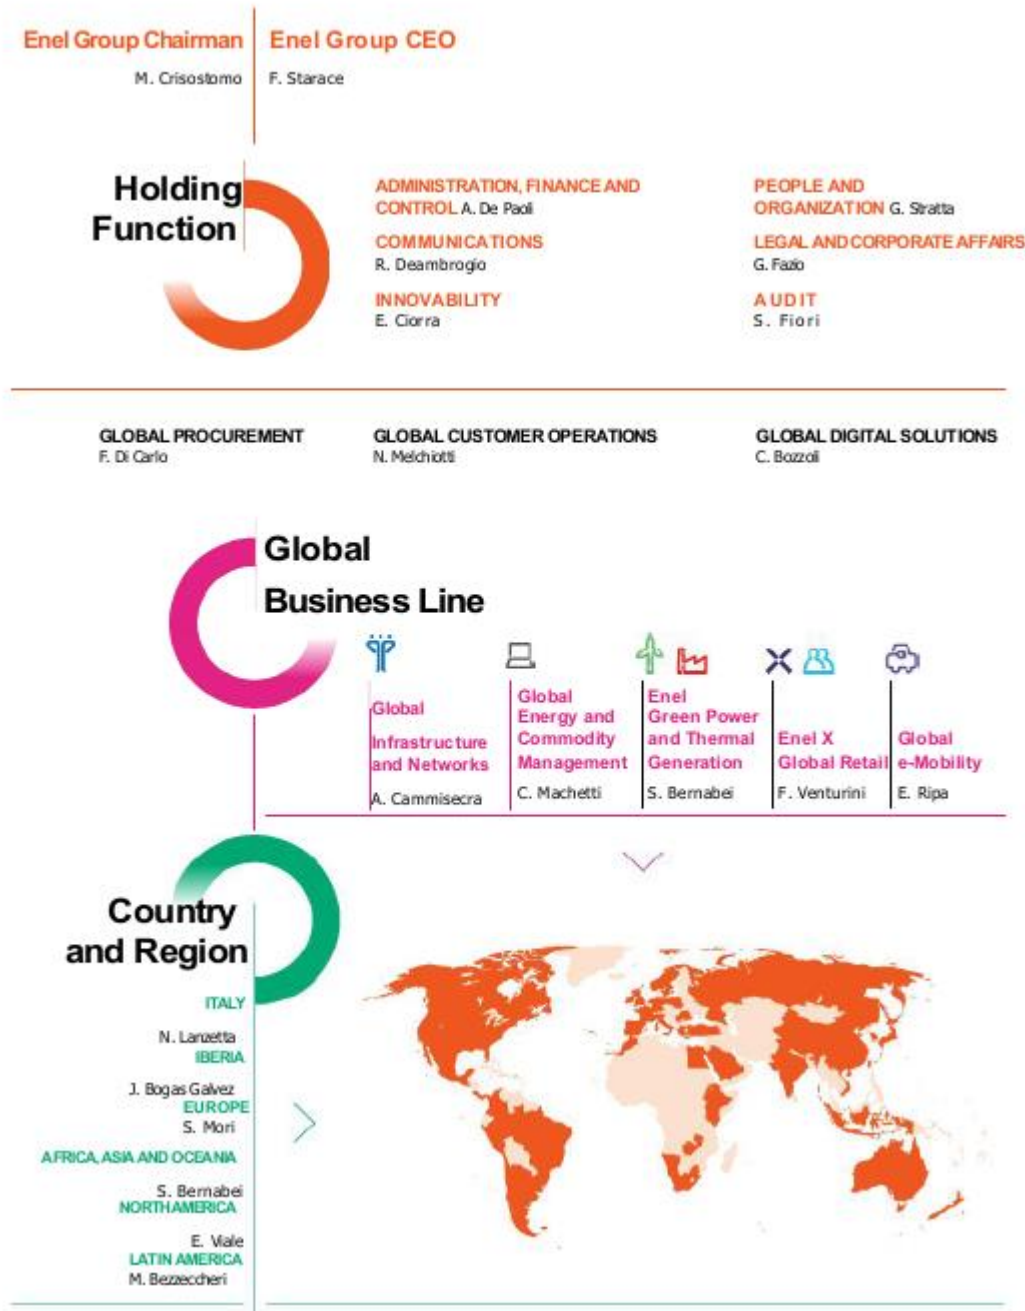 Enel Group Chairman
M. Crisostomo
Enel Group CEO
F. Starace
Holding
Function
ADMINISTRATION, FINANCE AND
CONTROL A. De Paoli
COMMUNICATIONS
R. Deambrogio
INNOVABILITY
E. Ciorra
PEOPLE AND
ORGANIZATION G. Stratta
LEGAL AND CORPORATE AFFAIRS
G. Fazio
AUDIT
S. Fiori
GLOBAL PROCUREMENT
F. Di Carlo
GLOBAL CUSTOMER OPERATIONS
N. Melchiotti
GLOBAL DIGITAL SOLUTIONS
C. Bozzoli
Global
Business Line
Global
Infrastructure
and Networks
A. Cammisecra
Global
Energy and
Commodity
Management
C. Machetti
Enel
Green Power
and Thermal
Generation
S. Bernabei
Enel X
Global Retail
F. Venturini
Global
e-Mobility
E. Ripa
Country
and Region
ITALY
N. Lanzetta
IBERIA
J. Bogas Galvez
EUROPE
S. Mori
AFRICA, ASIA AND OCEANIA
S. Bernabei
NORTH AMERICA
E. Viale
LATIN AMERICA
M. Bezzeccheri